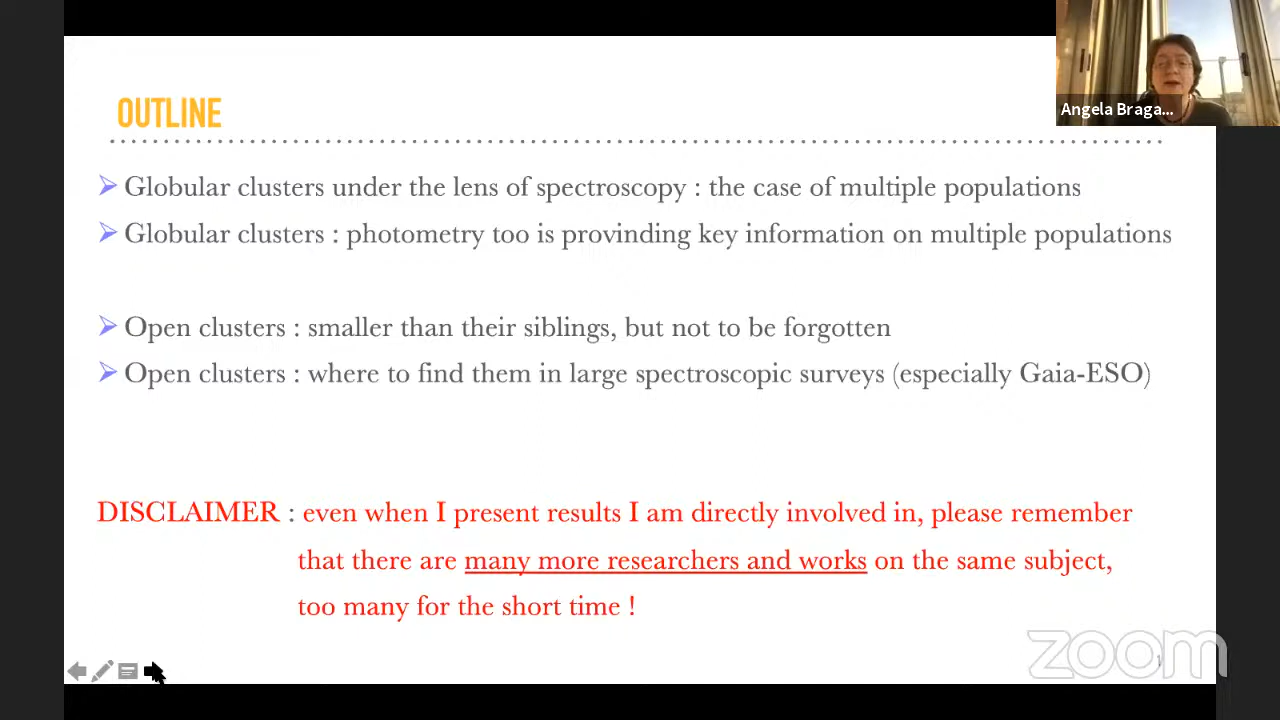 OUTLINE
Angela Braga...
Globular clusters under the lens of spectroscopy : the case of multiple populations
Globular clusters : photometry too is provinding key information on multiple populations
Open clusters : smaller than their siblings, but not to be forgotten
Open clusters : where to find them in large spectroscopic surveys (especially Gaia-ESO)
DISCLAIMER : even when I present results I am directly involved in, please remember
that there are many more researchers and works on the same subject,
too many for the short time !
zoom